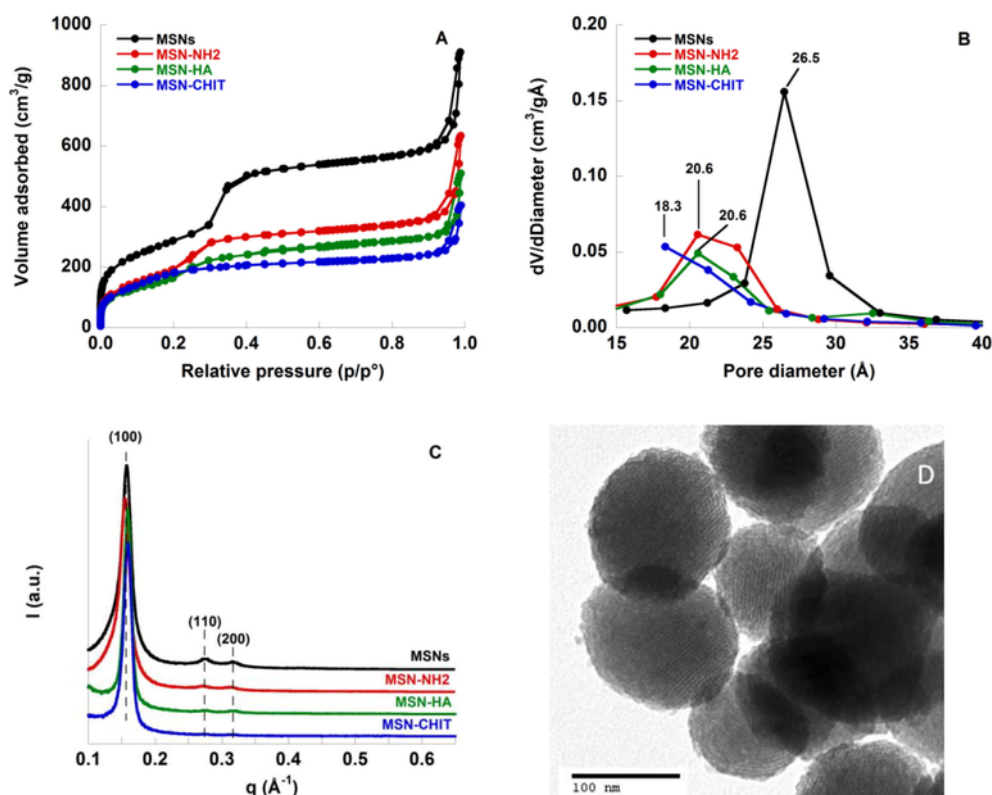 A
MSNs
MSN-NH2
MSN-HA
MSN-CHIT
Volume adsorbed (cm³/g)
1000
800
600
400
200
0
0.0 0.2 0.4 0.6 0.8 1.0
Relative pressure (p/p°)
B
MSNs
MSN-NH2
MSN-HA
MSN-CHIT
26.5
20.6
20.6
18.3
dV/dDiameter (cm³/gÅ)
0.20
0.15
0.10
0.05
0.00
15 20 25 30 35 40
Pore diameter (Å)
C
(100)
(110)
(200)
I (a.u.)
MSNs
MSN-NH2
MSN-HA
MSN-CHIT
0.1 0.2 0.3 0.4 0.5 0.6
q (Å⁻¹)
D
100 nm